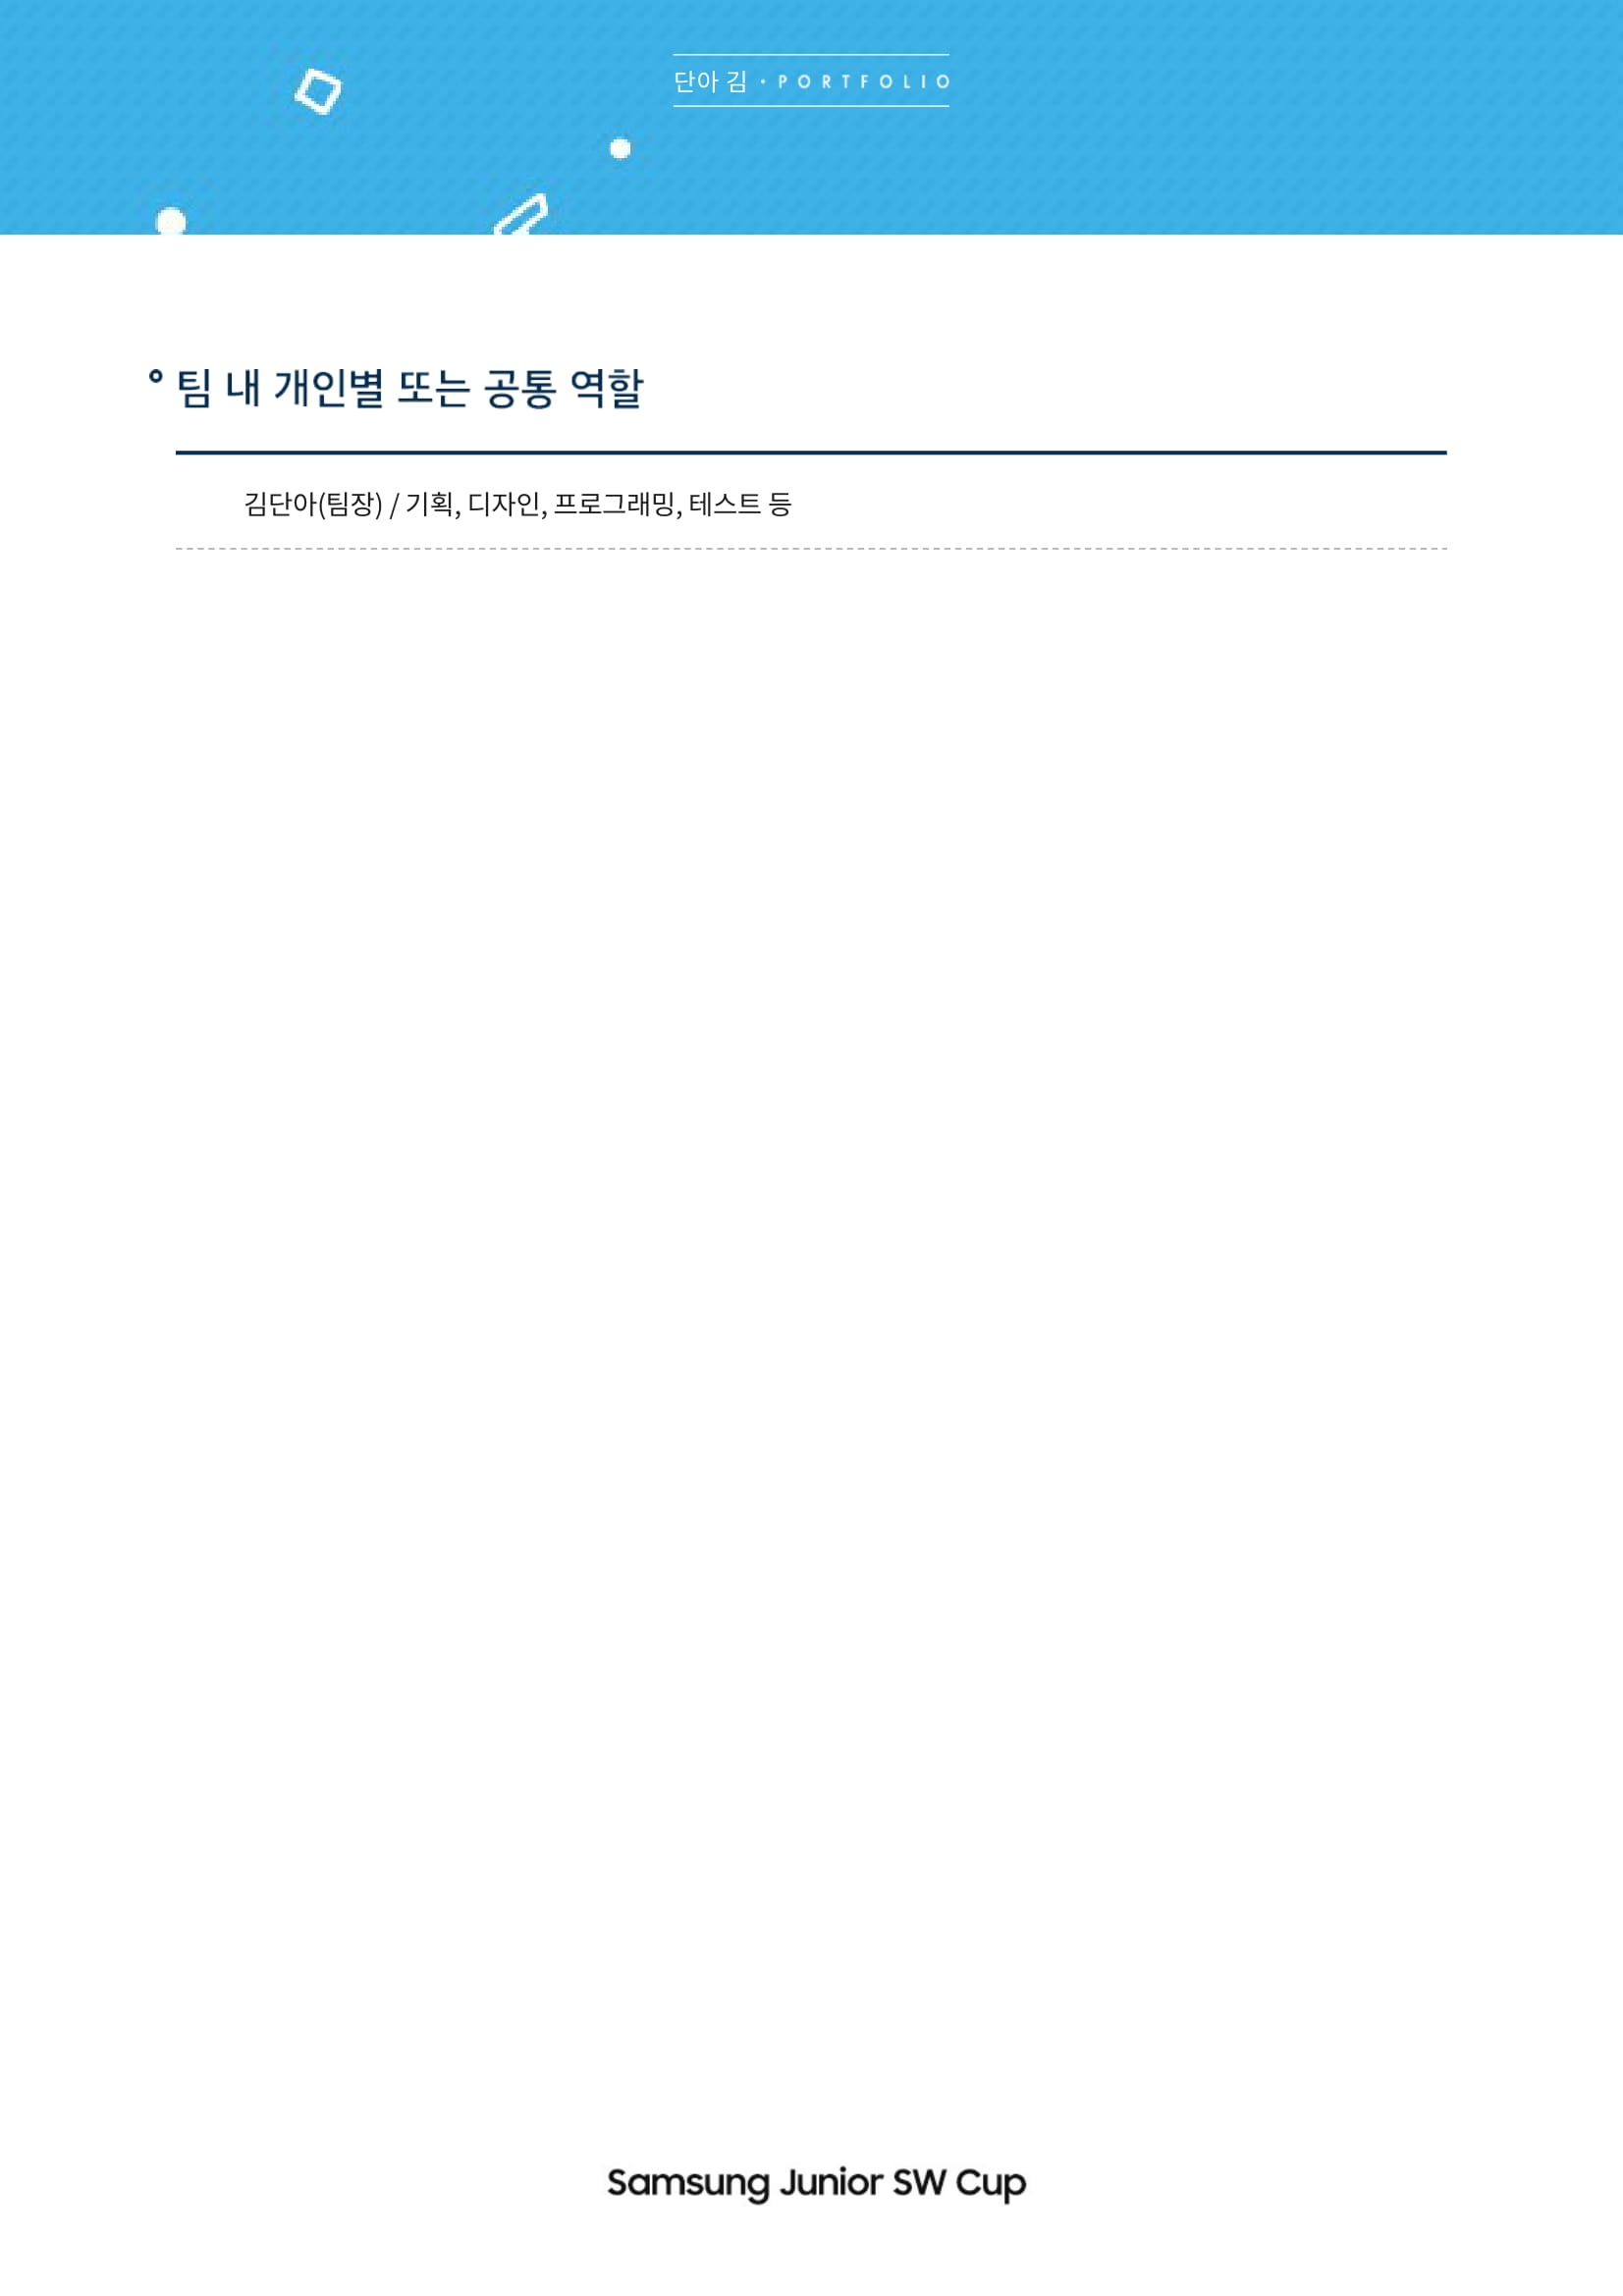 단아 김 · PORTFOLIO
팀 내 개인별 또는 공통 역할
김단아(팀장) / 기획, 디자인, 프로그래밍, 테스트 등
Samsung Junior SW Cup